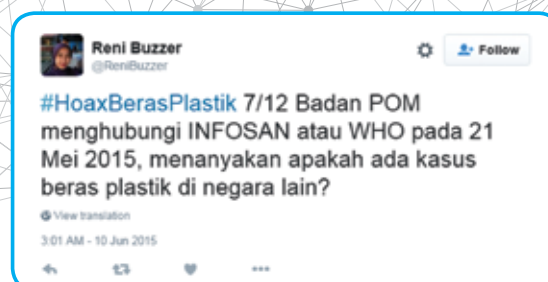 Reni Buzzer
@ReniBuzzer
Follow
#HoaxBerasPlastik 7/12 Badan POM
menghubungi INFOSAN atau WHO pada 21
Mei 2015, menanyakan apakah ada kasus
beras plastik di negara lain?
View translation
3:01 AM - 10 Jun 2015